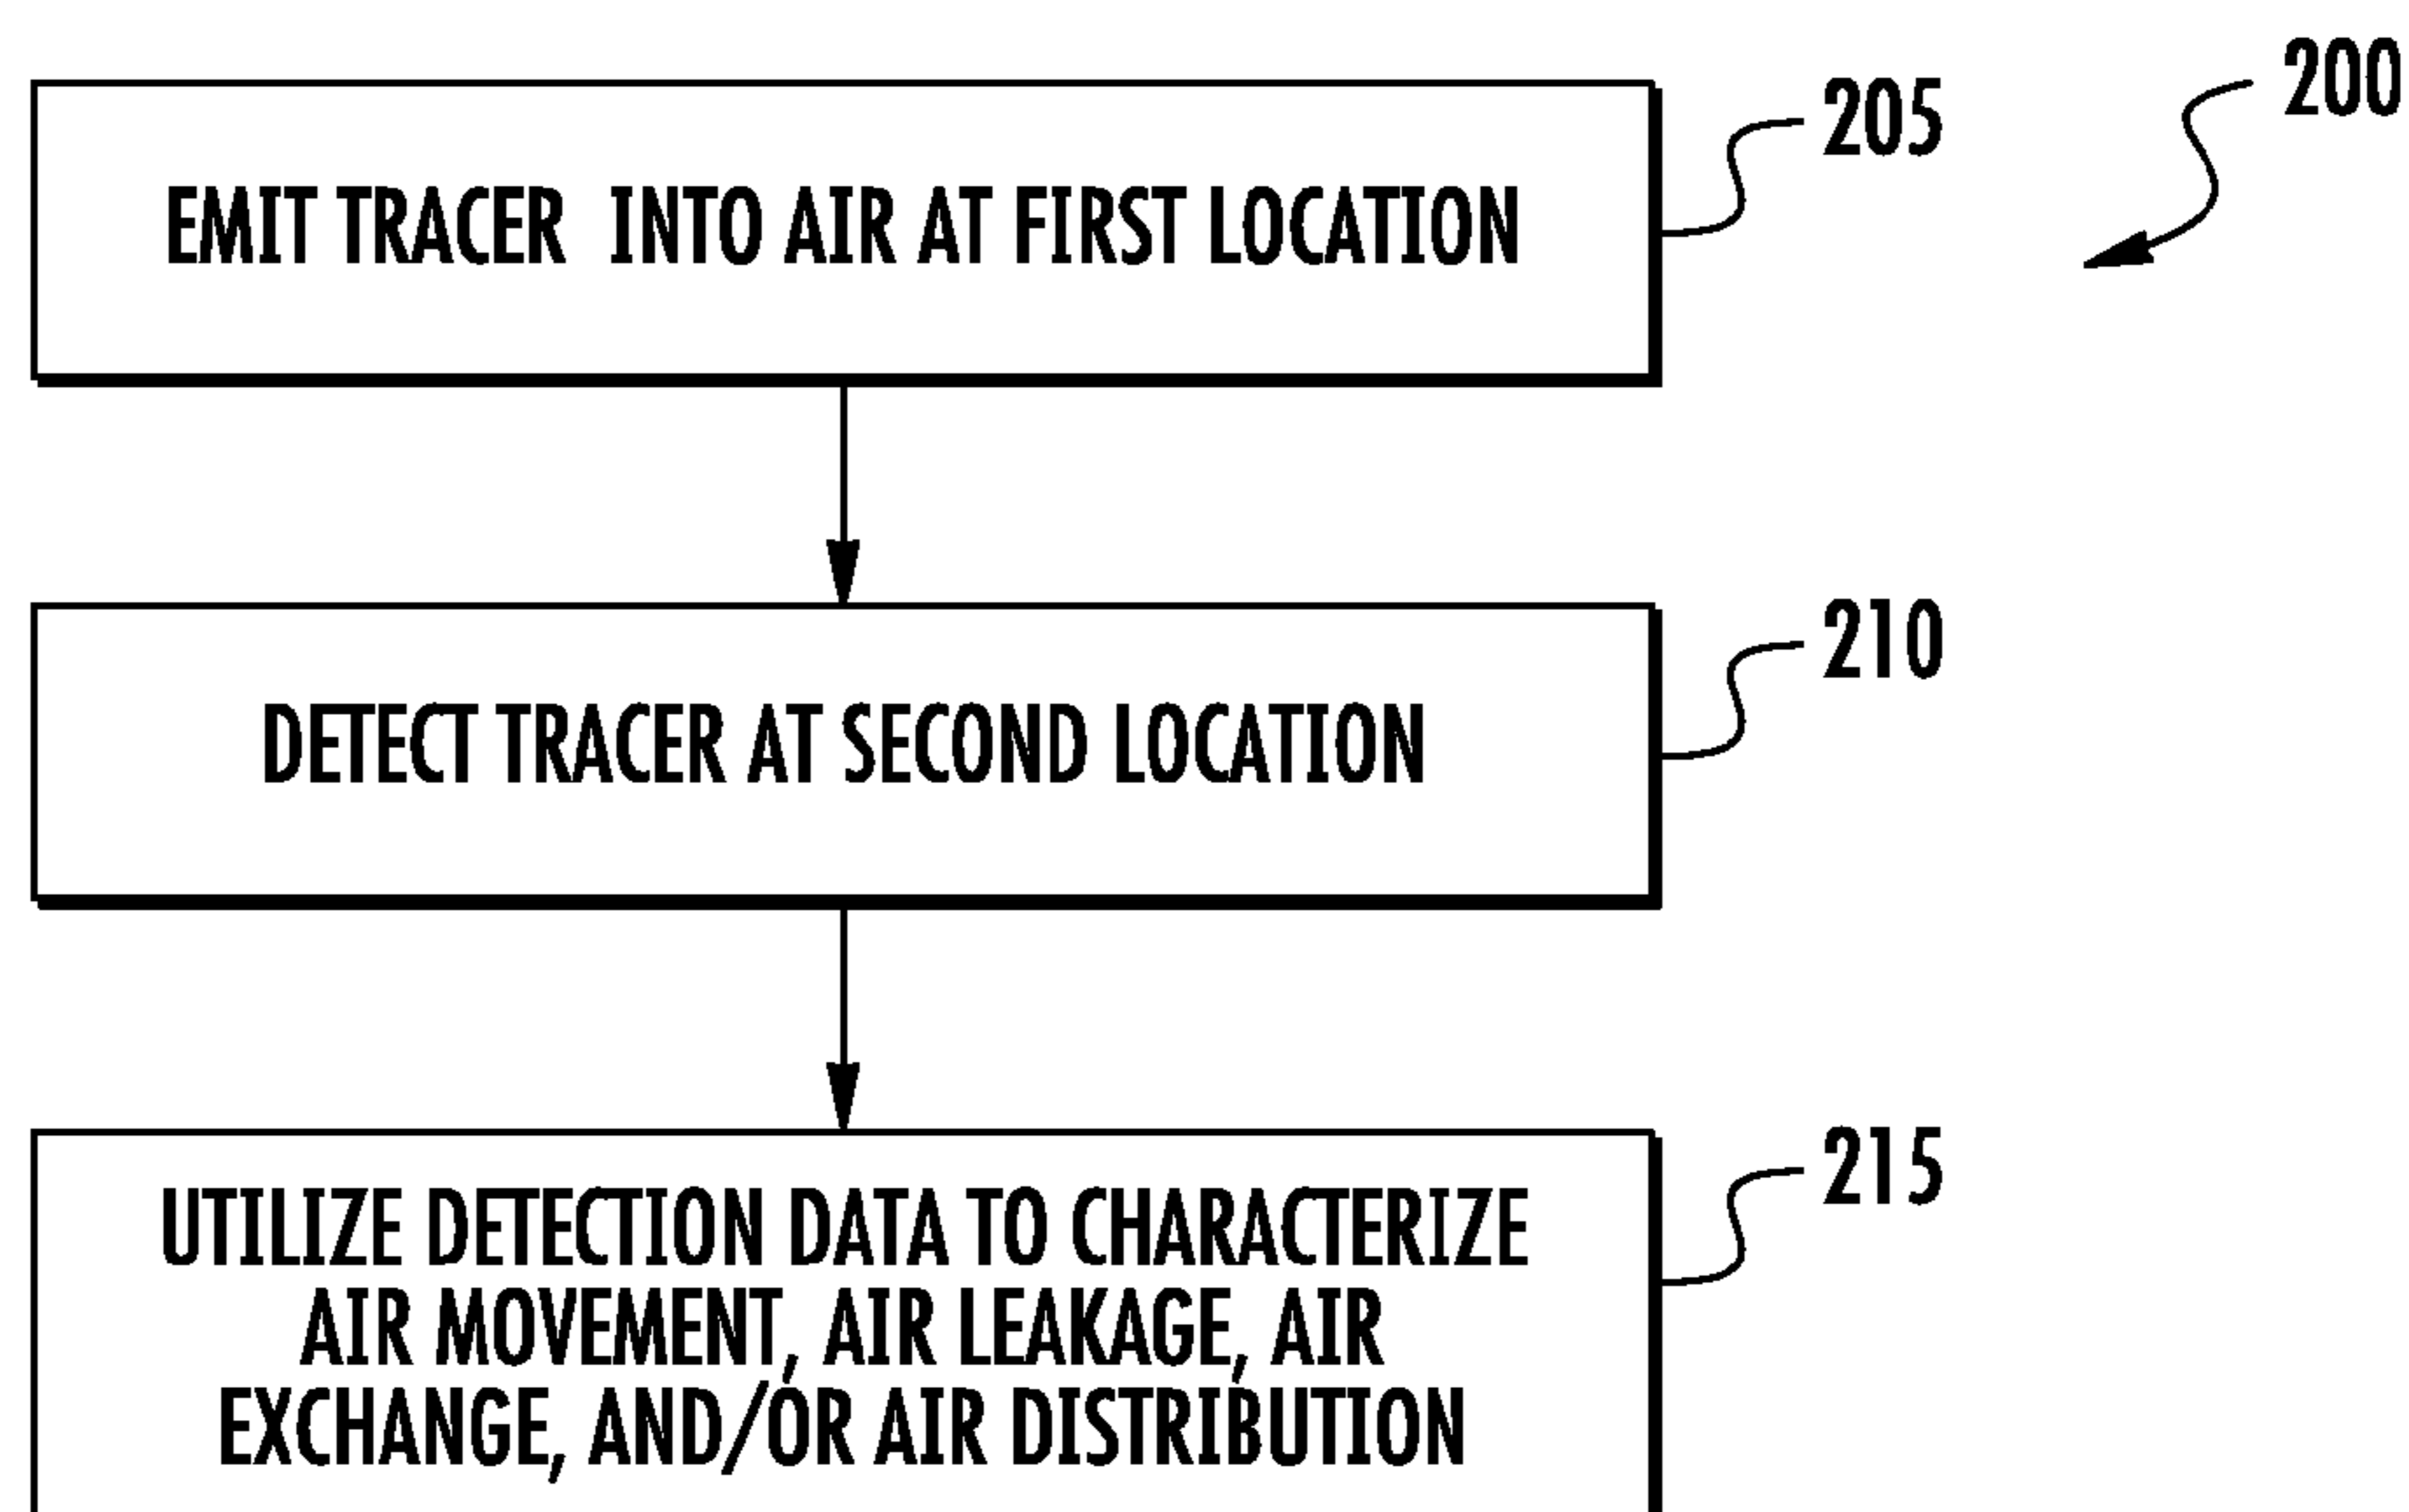 200
205
EMIT TRACER INTO AIR AT FIRST LOCATION
210
DETECT TRACER AT SECOND LOCATION
215
UTILIZE DETECTION DATA TO CHARACTERIZE
AIR MOVEMENT, AIR LEAKAGE, AIR
EXCHANGE, AND/OR AIR DISTRIBUTION